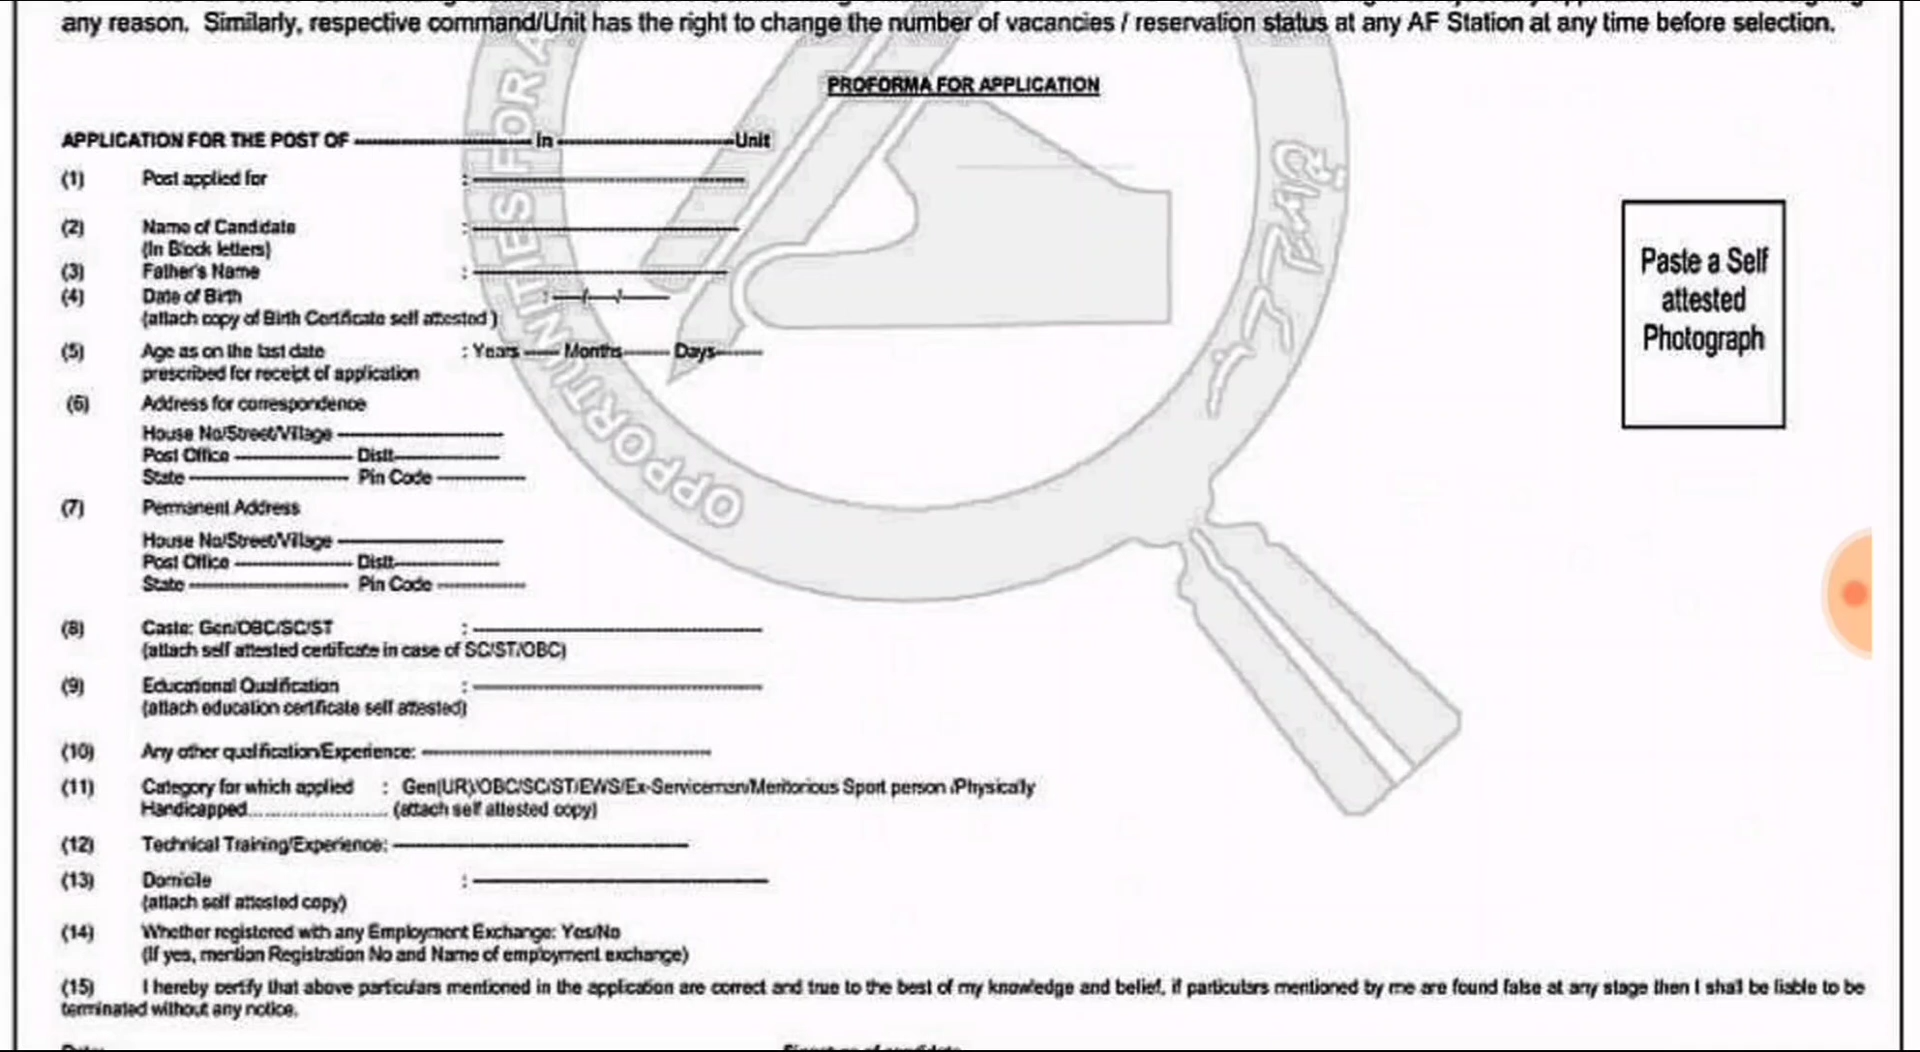 any reason. Similarly, respective command/Unit has the right to change the number of vacancies / reservation status at any AF Station at any time before selection.
PROFORMA FOR APPLICATION
APPLICATION FOR THE POST OF ---------------------- In ----------------------Unit
(1) Post applied for : ----------------------
(2) Name of Candidate : ----------------------
(In Block letters)
(3) Father's Name : ----------------------
(4) Date of Birth : ----/----/------
(attach copy of Birth Certificate self attested )
(5) Age as on the last date : Years ----- Months------- Days-------
prescribed for receipt of application
(6) Address for correspondence
House No/Street/Village ----------------------
Post Office ---------------- Distt----------------
State ---------------------- Pin Code ------------
(7) Permanent Address
House No/Street/Village ----------------------
Post Office ---------------- Distt----------------
State ---------------------- Pin Code ------------
(8) Caste: Gen/OBC/SC/ST : ----------------------
(attach self attested certificate in case of SC/ST/OBC)
(9) Educational Qualification : ----------------------
(attach education certificate self attested)
(10) Any other qualification/Experience: ----------------------
(11) Category for which applied : Gen(UR)/OBC/SC/ST/EWS/Ex-Serviceman/Meritorious Sport person /Physically
Handicapped........................ (attach self attested copy)
(12) Technical Training/Experience: ----------------------
(13) Domicile : ----------------------
(attach self attested copy)
(14) Whether registered with any Employment Exchange: Yes/No
(If yes, mention Registration No and Name of employment exchange)
(15) I hereby certify that above particulars mentioned in the application are correct and true to the best of my knowledge and belief, if particulars mentioned by me are found false at any stage then I shall be liable to be
terminated without any notice.
Paste a Self
attested
Photograph
OPPORTUNITIES FOR A